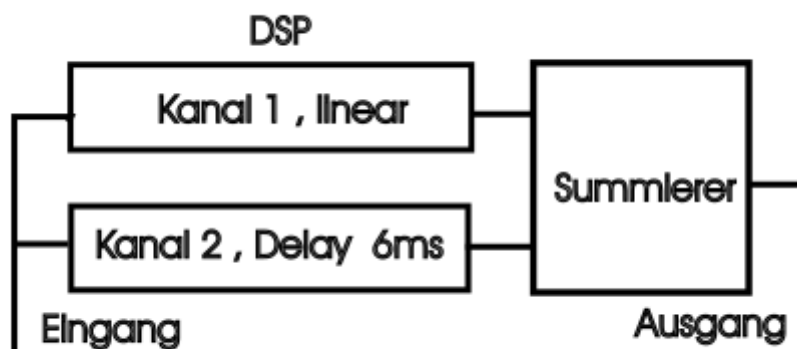 DSP
Kanal 1 , linear
Kanal 2 , Delay 6ms
Summierer
Eingang
Ausgang